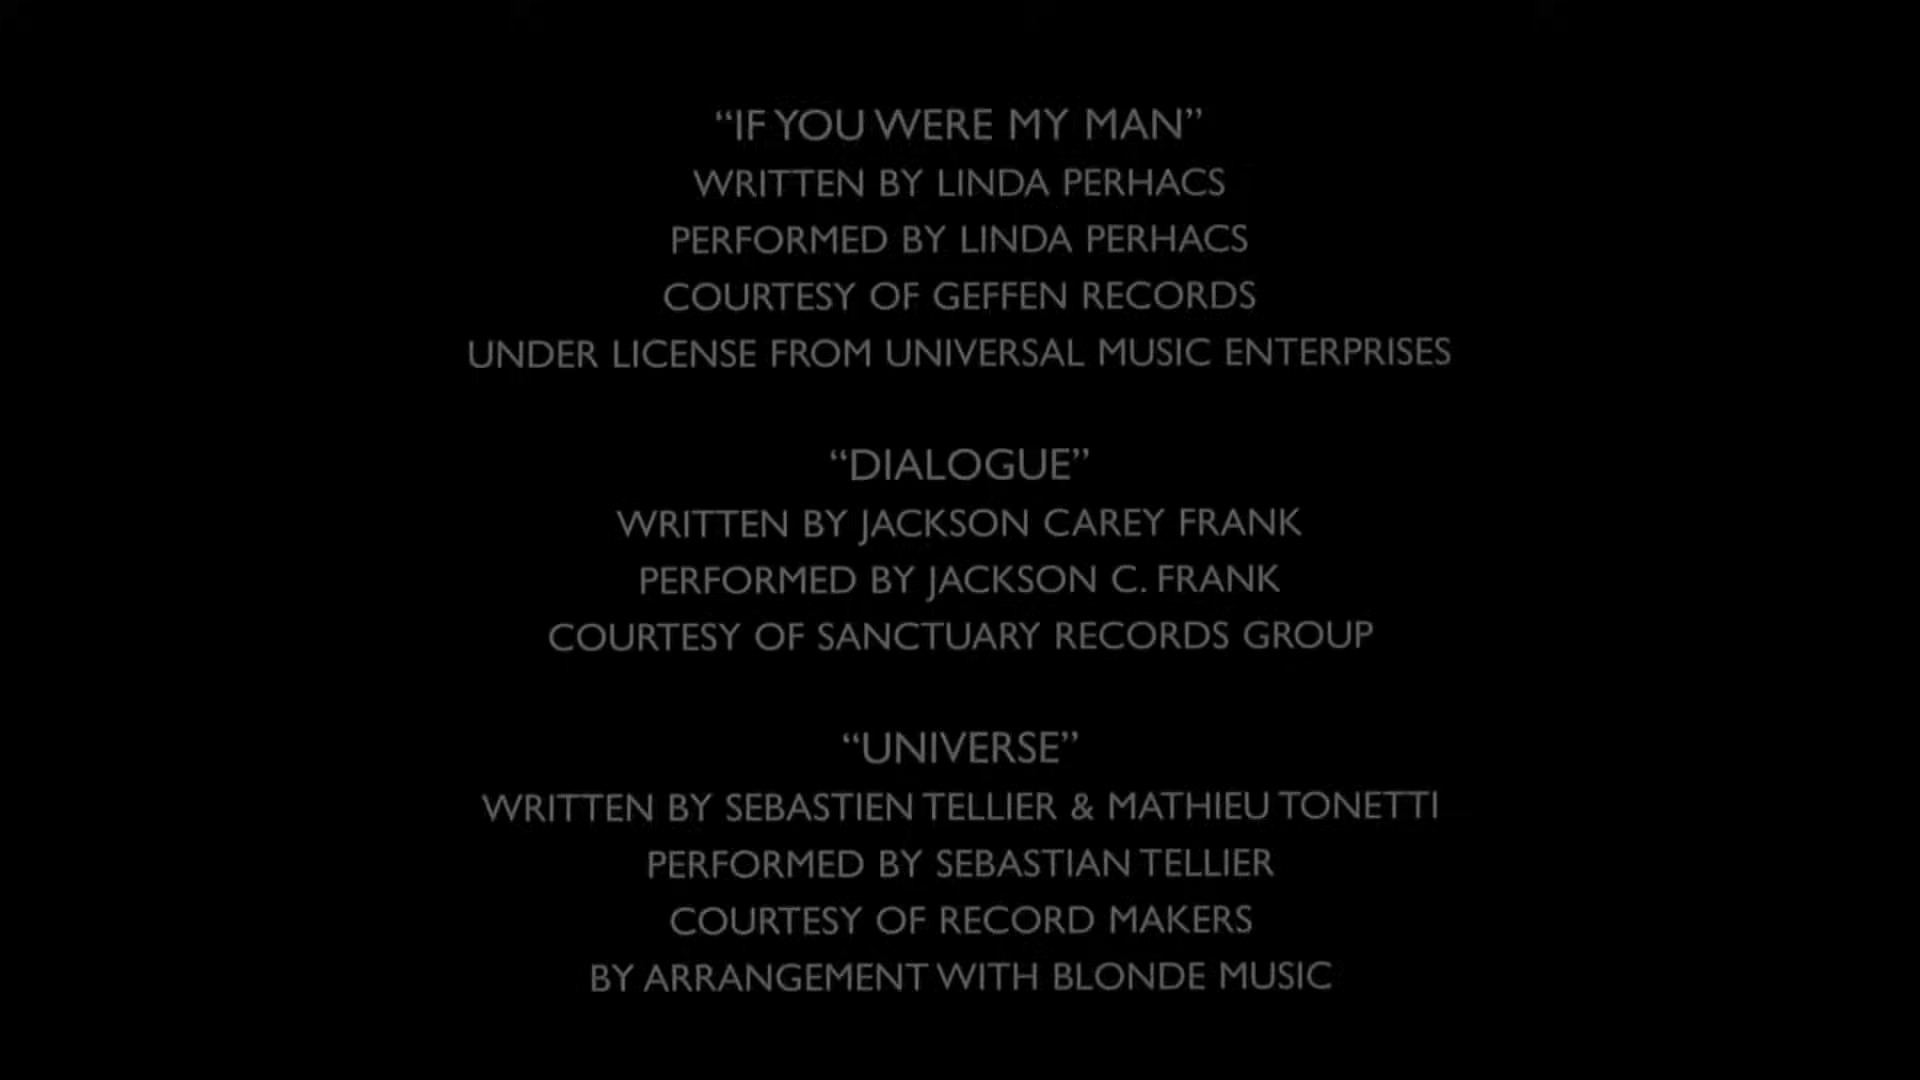 “IF YOU WERE MY MAN”
WRITTEN BY LINDA PERHACS
PERFORMED BY LINDA PERHACS
COURTESY OF GEFFEN RECORDS
UNDER LICENSE FROM UNIVERSAL MUSIC ENTERPRISES
“DIALOGUE”
WRITTEN BY JACKSON CAREY FRANK
PERFORMED BY JACKSON C. FRANK
COURTESY OF SANCTUARY RECORDS GROUP
“UNIVERSE”
WRITTEN BY SEBASTIEN TELLIER & MATHIEU TONETTI
PERFORMED BY SEBASTIAN TELLIER
COURTESY OF RECORD MAKERS
BY ARRANGEMENT WITH BLONDE MUSIC